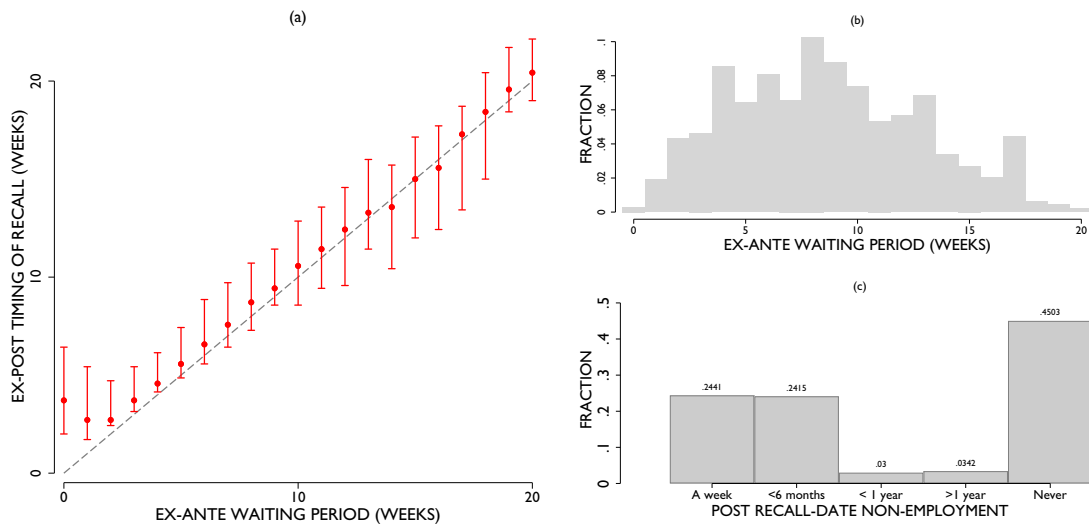 (a)
EX-POST TIMING OF RECALL (WEEKS)
0
10
20
0
10
20
EX-ANTE WAITING PERIOD (WEEKS)
(b)
FRACTION
0
.02
.04
.06
.08
.1
0
5
10
15
20
EX-ANTE WAITING PERIOD (WEEKS)
(c)
FRACTION
0
.1
.2
.3
.4
.5
.2441
.2415
.03
.0342
.4503
A week
<6 months
< 1 year
>1 year
Never
POST RECALL-DATE NON-EMPLOYMENT